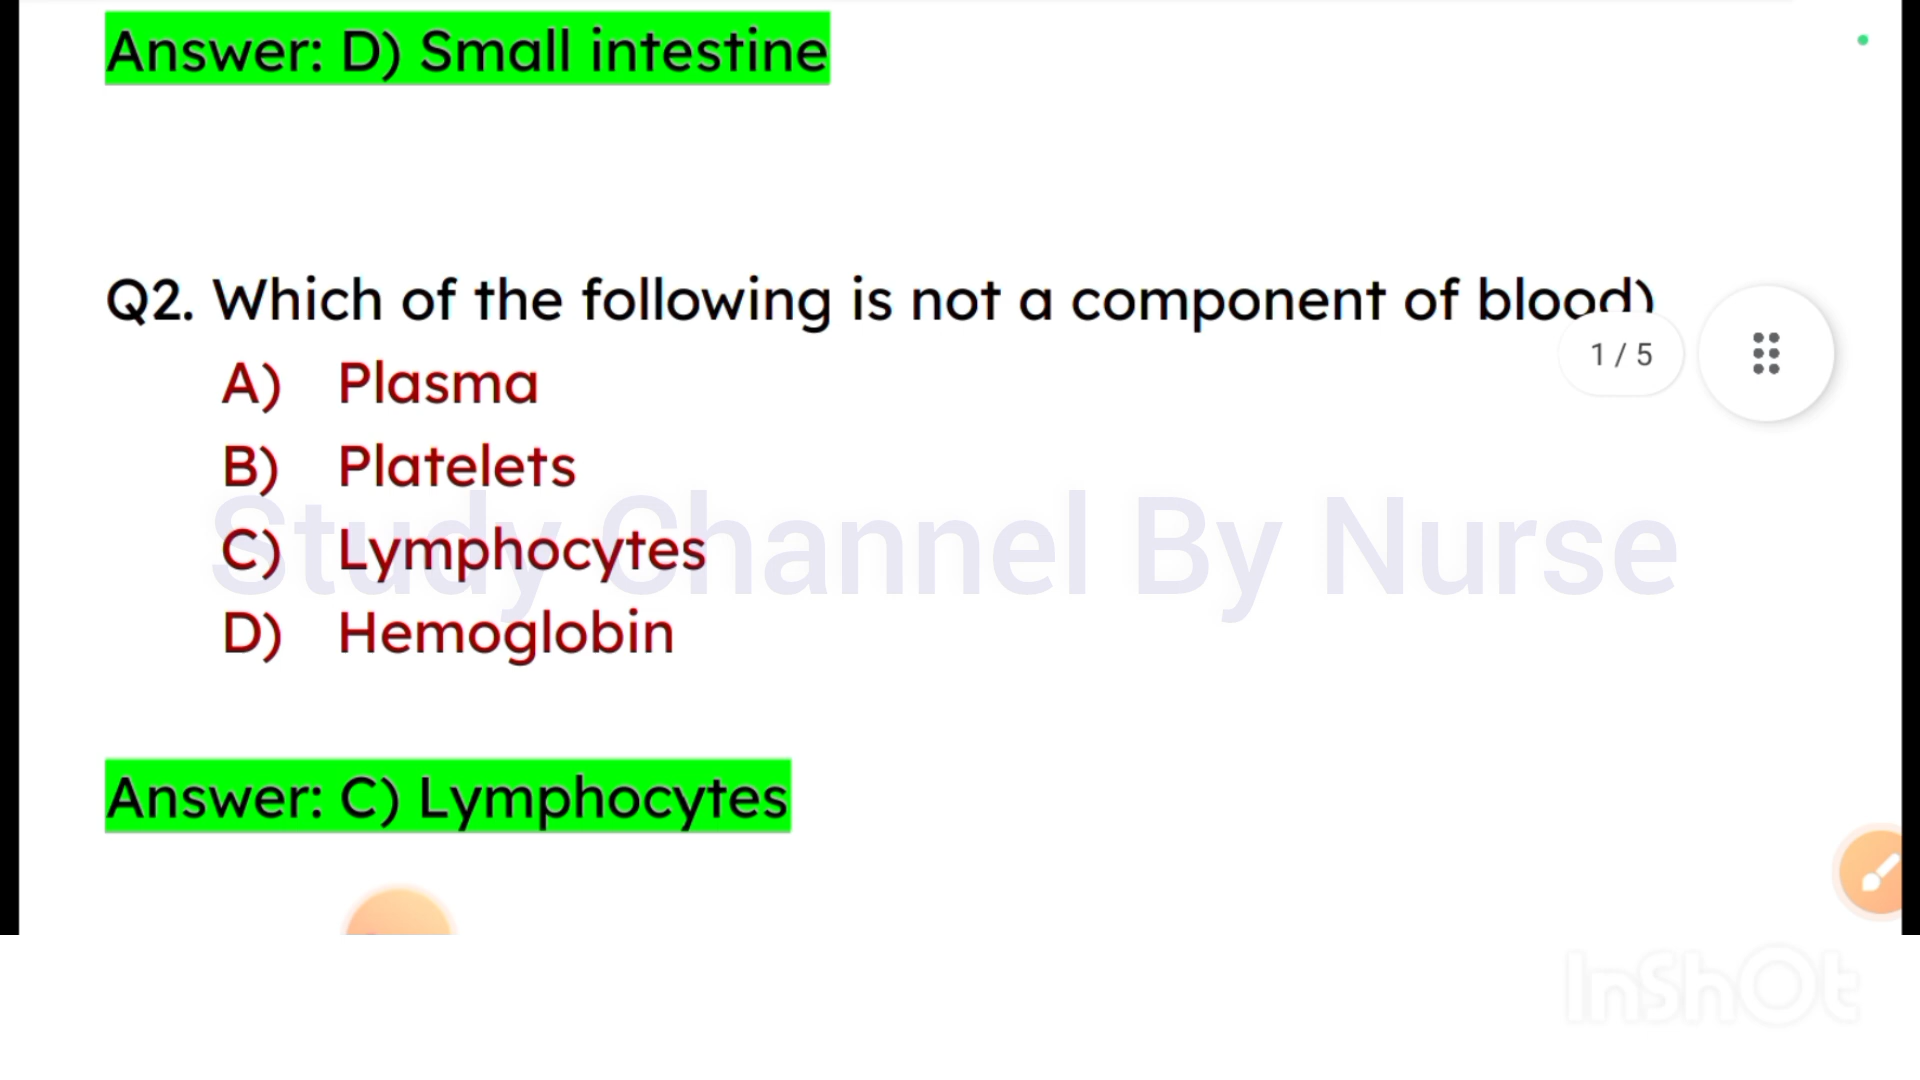 Answer: D) Small intestine
Q2. Which of the following is not a component of blood)
1 / 5
A) Plasma
B) Platelets
C) Lymphocytes
D) Hemoglobin
Study Channel By Nurse
Answer: C) Lymphocytes
InShOt